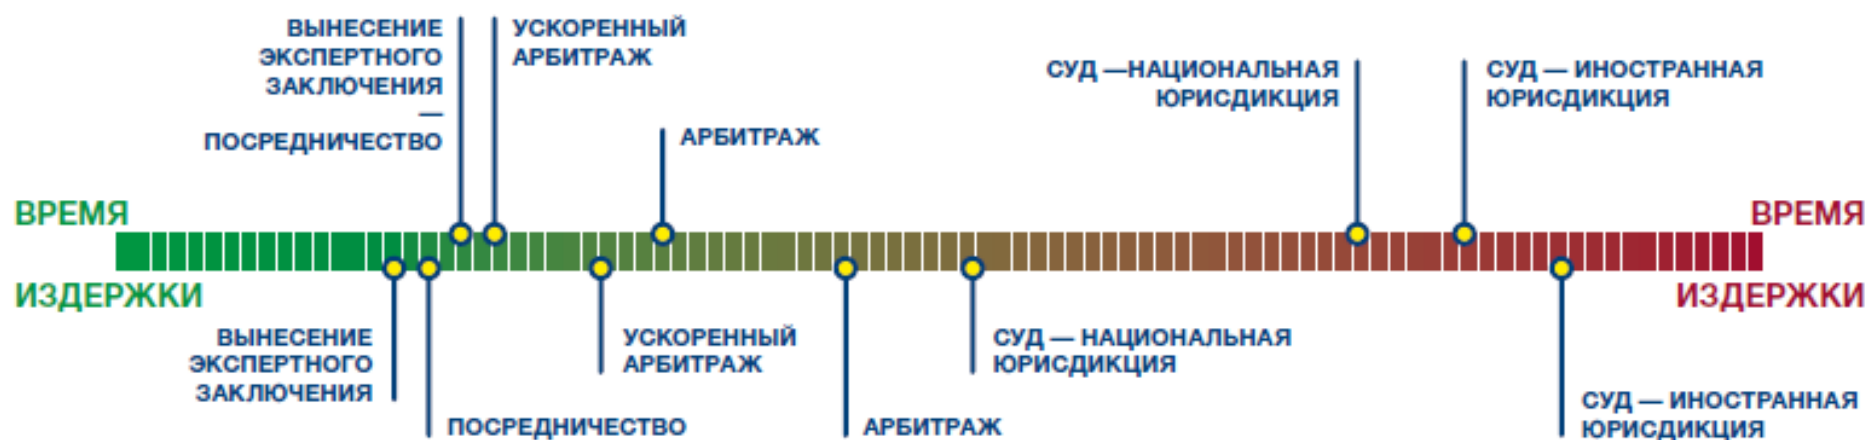 ВЫНЕСЕНИЕ
ЭКСПЕРТНОГО
ЗАКЛЮЧЕНИЯ
—
ПОСРЕДНИЧЕСТВО
УСКОРЕННЫЙ
АРБИТРАЖ
АРБИТРАЖ
СУД —НАЦИОНАЛЬНАЯ
ЮРИСДИКЦИЯ
СУД — ИНОСТРАННАЯ
ЮРИСДИКЦИЯ
ВРЕМЯ
ВРЕМЯ
ИЗДЕРЖКИ
ИЗДЕРЖКИ
ВЫНЕСЕНИЕ
ЭКСПЕРТНОГО
ЗАКЛЮЧЕНИЯ
ПОСРЕДНИЧЕСТВО
УСКОРЕННЫЙ
АРБИТРАЖ
АРБИТРАЖ
СУД — НАЦИОНАЛЬНАЯ
ЮРИСДИКЦИЯ
СУД — ИНОСТРАННАЯ
ЮРИСДИКЦИЯ